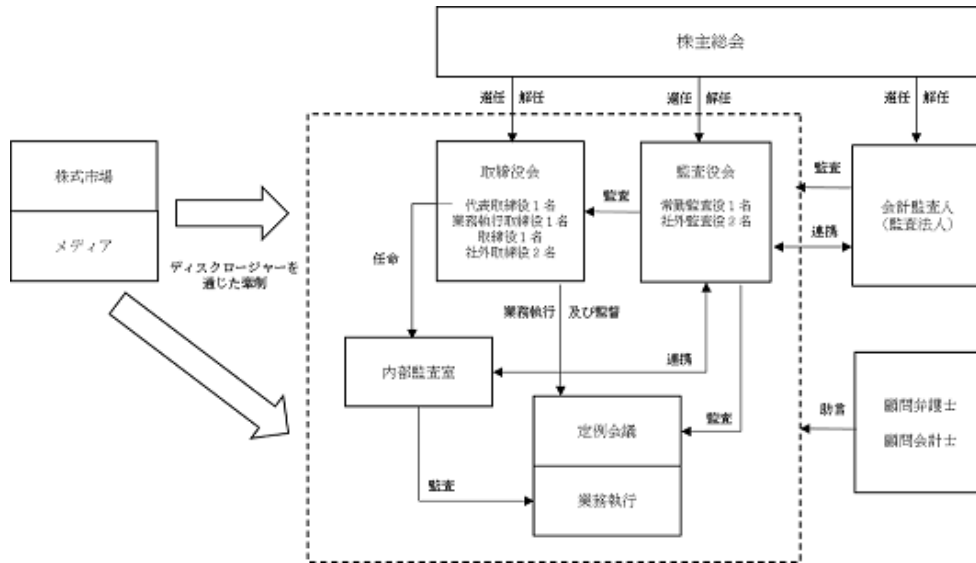 株主総会
選任 解任
選任 解任
選任 解任
株式市場
メディア
ディスクロージャーを
通じた牽制
取締役会
代表取締役1名
業務執行取締役1名
取締役1名
社外取締役2名
監査
監査役会
常勤監査役1名
社外監査役2名
監査
連携
会計監査人
(監査法人)
任命
業務執行 及び監督
内部監査室
連携
定例会議
業務執行
監査
監査
助言
顧問弁護士
顧問会計士